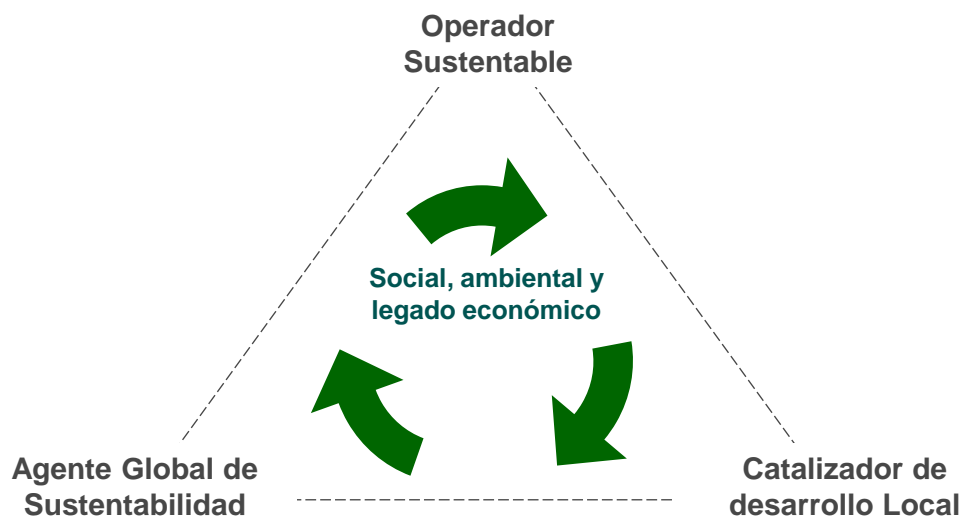 Operador
Sustentable
Social, ambiental y
legado económico
Agente Global de
Sustentabilidad
Catalizador de
desarrollo Local